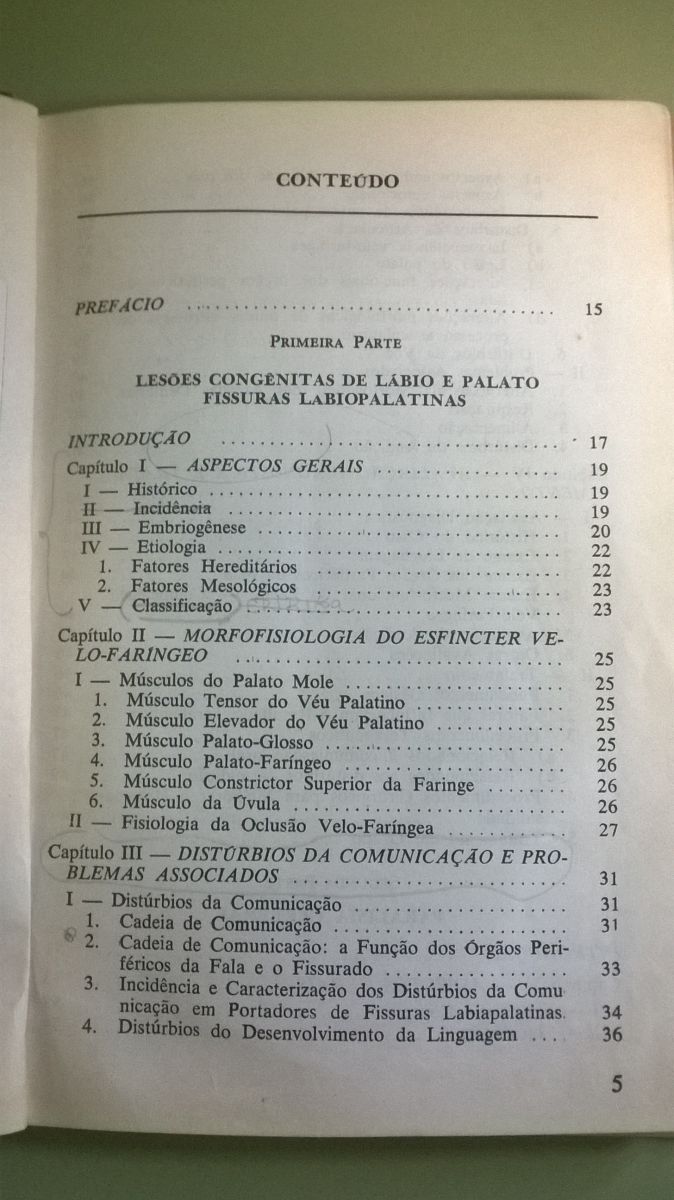 CONTEÚDO
PREFÁCIO ........................................ 15
PRIMEIRA PARTE
LESÕES CONGÊNITAS DE LÁBIO E PALATO
FISSURAS LABIOPALATINAS
INTRODUÇÃO .................................... 17
Capítulo I — ASPECTOS GERAIS .................... 19
I — Histórico .................................... 19
II — Incidência .................................. 19
III — Embriogênese ............................... 20
IV — Etiologia ................................... 22
1. Fatores Hereditários .......................... 22
2. Fatores Mesológicos ........................... 23
V — Classificação ................................ 23
Capítulo II — MORFOFISIOLOGIA DO ESFINCTER VE-
LO-FARÍNGEO .................................. 25
I — Músculos do Palato Mole ...................... 25
1. Músculo Tensor do Véu Palatino ................ 25
2. Músculo Elevador do Véu Palatino ............. 25
3. Músculo Palato-Glosso ........................ 25
4. Músculo Palato-Faríngeo ...................... 26
5. Músculo Constrictor Superior da Faringe ......... 26
6. Músculo da Úvula ............................. 26
II — Fisiologia da Oclusão Velo-Faríngea ............ 27
Capítulo III — DISTÚRBIOS DA COMUNICAÇÃO E PRO-
BLEMAS ASSOCIADOS .......................... 31
I — Distúrbios da Comunicação .................... 31
1. Cadeia de Comunicação ....................... 31
2. Cadeia de Comunicação: a Função dos Órgãos Peri-
féricos da Fala e o Fissurado .................. 33
3. Incidência e Caracterização dos Distúrbios da Comu
nicação em Portadores de Fissuras Labiapalatinas. 34
4. Distúrbios do Desenvolvimento da Linguagem .... 36
5